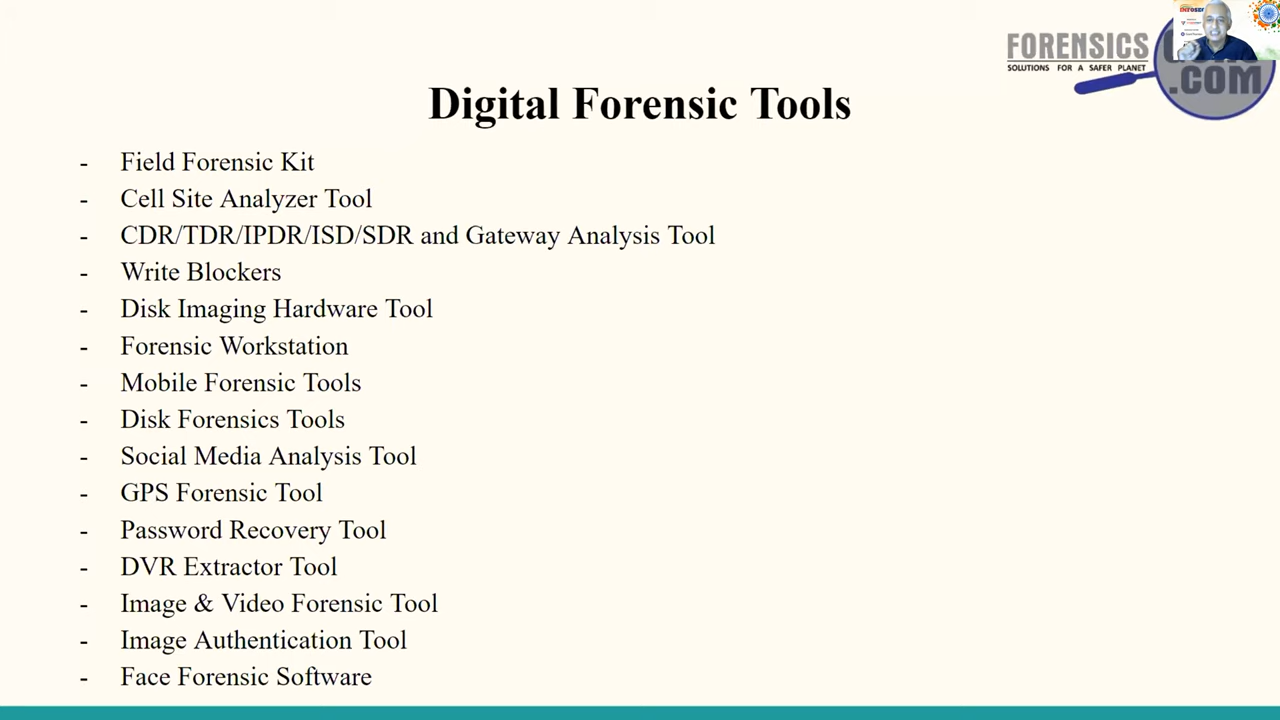 INFOSEC
FORENSICS
SOLUTIONS FOR A SAFER PLANET
.COM
Digital Forensic Tools
- Field Forensic Kit
- Cell Site Analyzer Tool
- CDR/TDR/IPDR/ISD/SDR and Gateway Analysis Tool
- Write Blockers
- Disk Imaging Hardware Tool
- Forensic Workstation
- Mobile Forensic Tools
- Disk Forensics Tools
- Social Media Analysis Tool
- GPS Forensic Tool
- Password Recovery Tool
- DVR Extractor Tool
- Image & Video Forensic Tool
- Image Authentication Tool
- Face Forensic Software